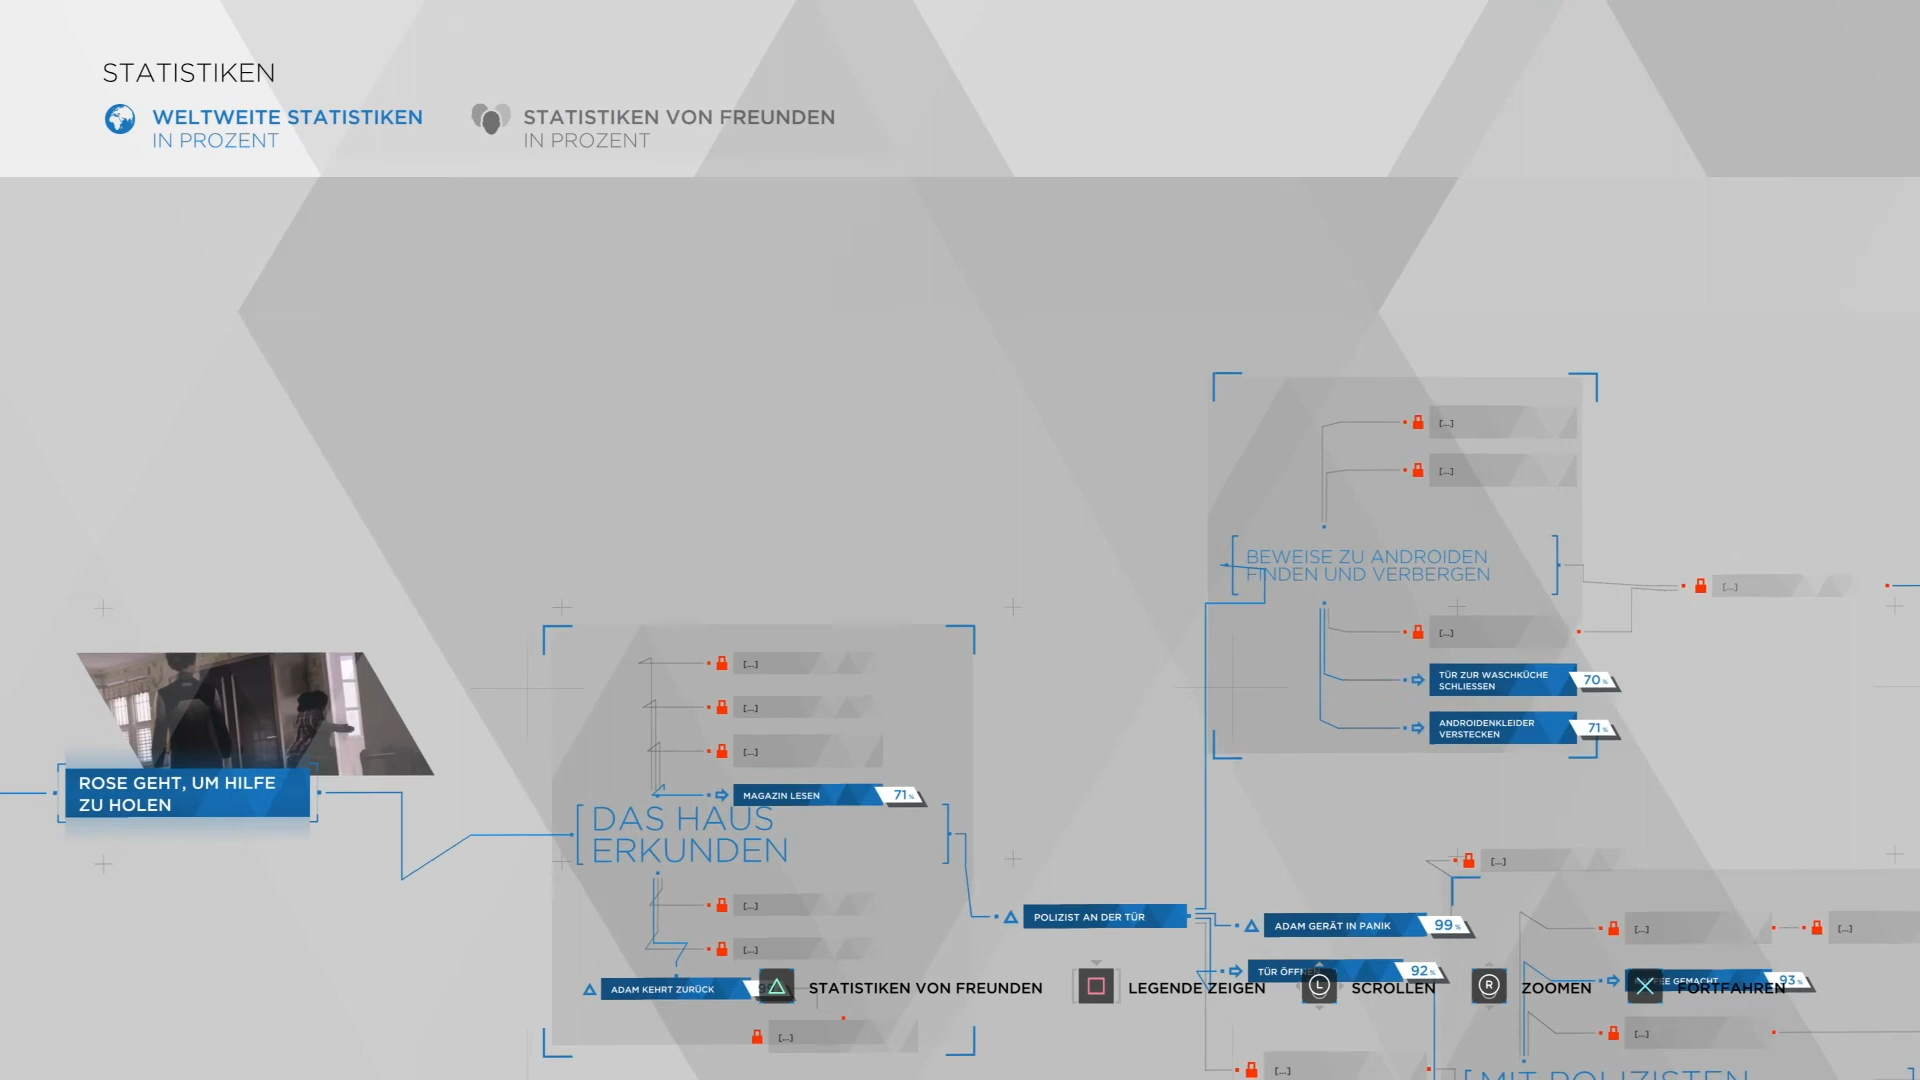 STATISTIKEN
WELTWEITE STATISTIKEN
IN PROZENT
STATISTIKEN VON FREUNDEN
IN PROZENT
[...]
[...]
BEWEISE ZU ANDROIDEN
FINDEN UND VERBERGEN
[...]
[...]
TÜR ZUR WASCHKÜCHE
SCHLIESSEN
70%
ANDROIDENKLEIDER
VERSTECKEN
71%
ROSE GEHT, UM HILFE
ZU HOLEN
[...]
[...]
[...]
MAGAZIN LESEN
71%
DAS HAUS
ERKUNDEN
[...]
[...]
ADAM KEHRT ZURÜCK
[...]
POLIZIST AN DER TÜR
ADAM GERÄT IN PANIK
99%
92%
[...]
[...]
[...]
[...]
93%
[...]
MIT POLIZISTEN
STATISTIKEN VON FREUNDEN
LEGENDE ZEIGEN
L
SCROLLEN
R
ZOOMEN
FORTFAHREN